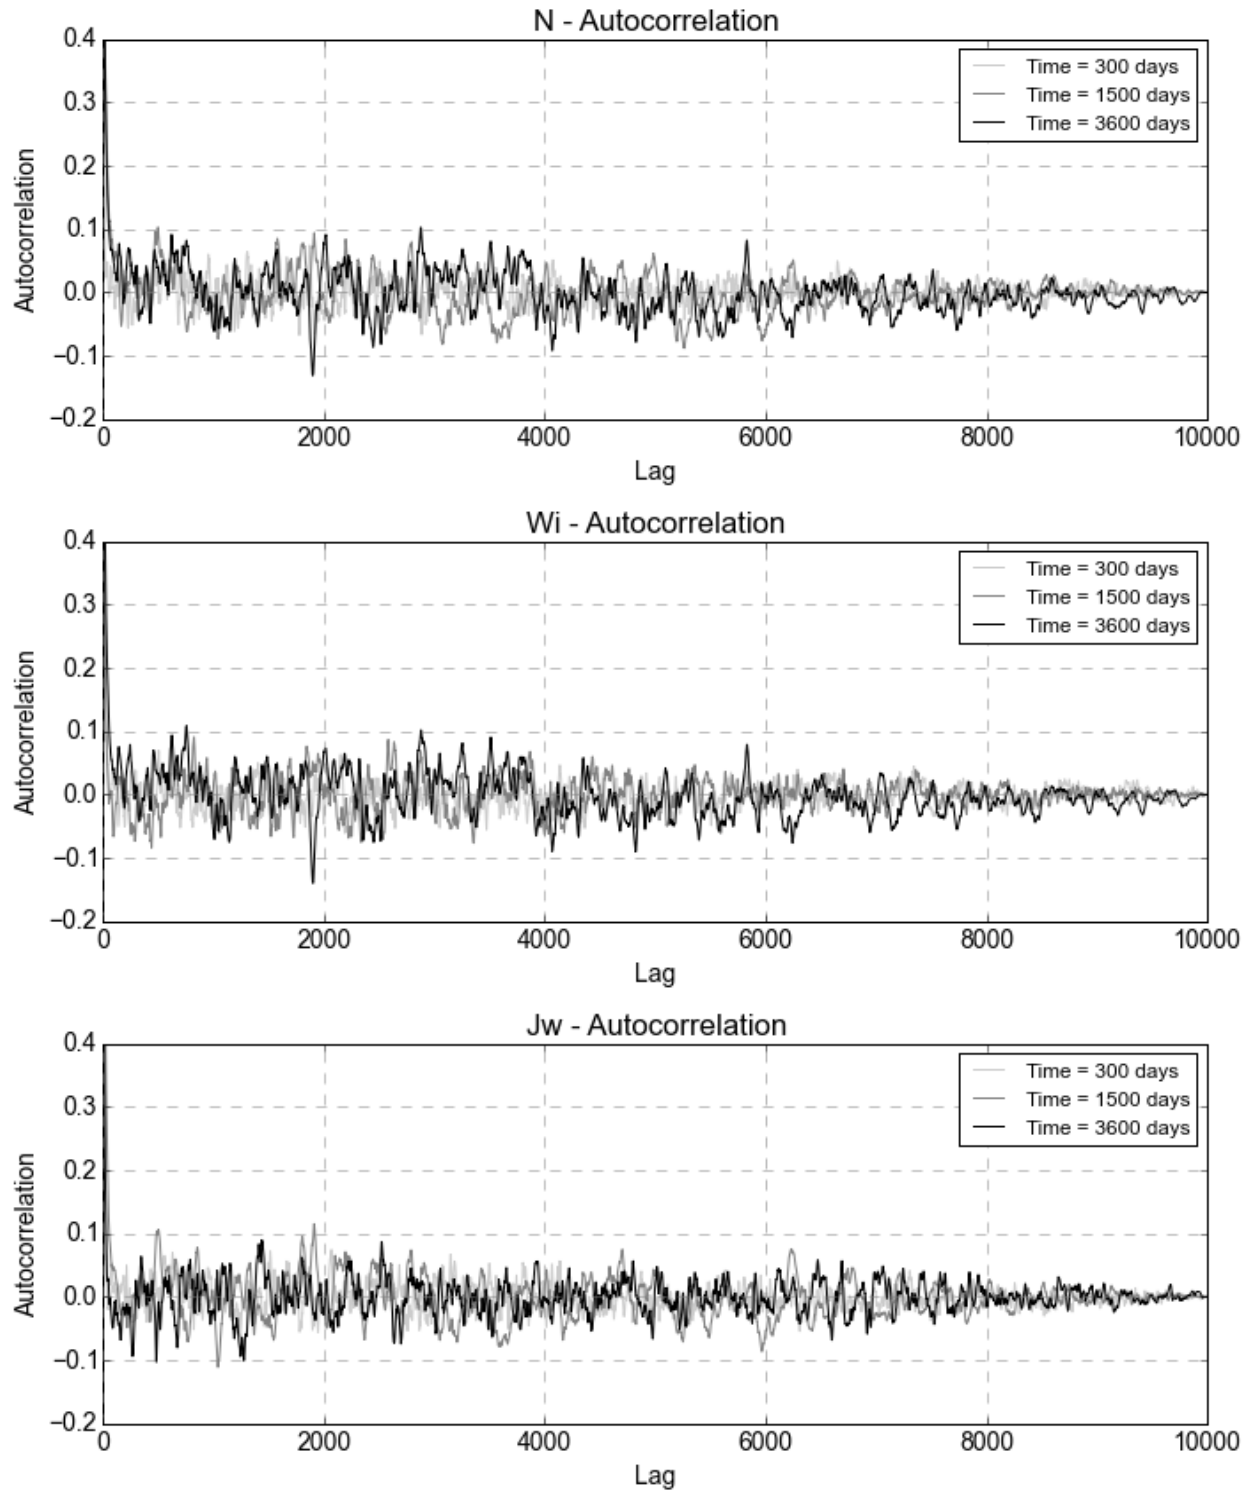 N - Autocorrelation
0.4
0.3
0.2
0.1
0.0
−0.1
−0.2
Autocorrelation
Time = 300 days
Time = 1500 days
Time = 3600 days
0 2000 4000 6000 8000 10000
Lag
Wi - Autocorrelation
0.4
0.3
0.2
0.1
0.0
−0.1
−0.2
Autocorrelation
Time = 300 days
Time = 1500 days
Time = 3600 days
0 2000 4000 6000 8000 10000
Lag
Jw - Autocorrelation
0.4
0.3
0.2
0.1
0.0
−0.1
−0.2
Autocorrelation
Time = 300 days
Time = 1500 days
Time = 3600 days
0 2000 4000 6000 8000 10000
Lag